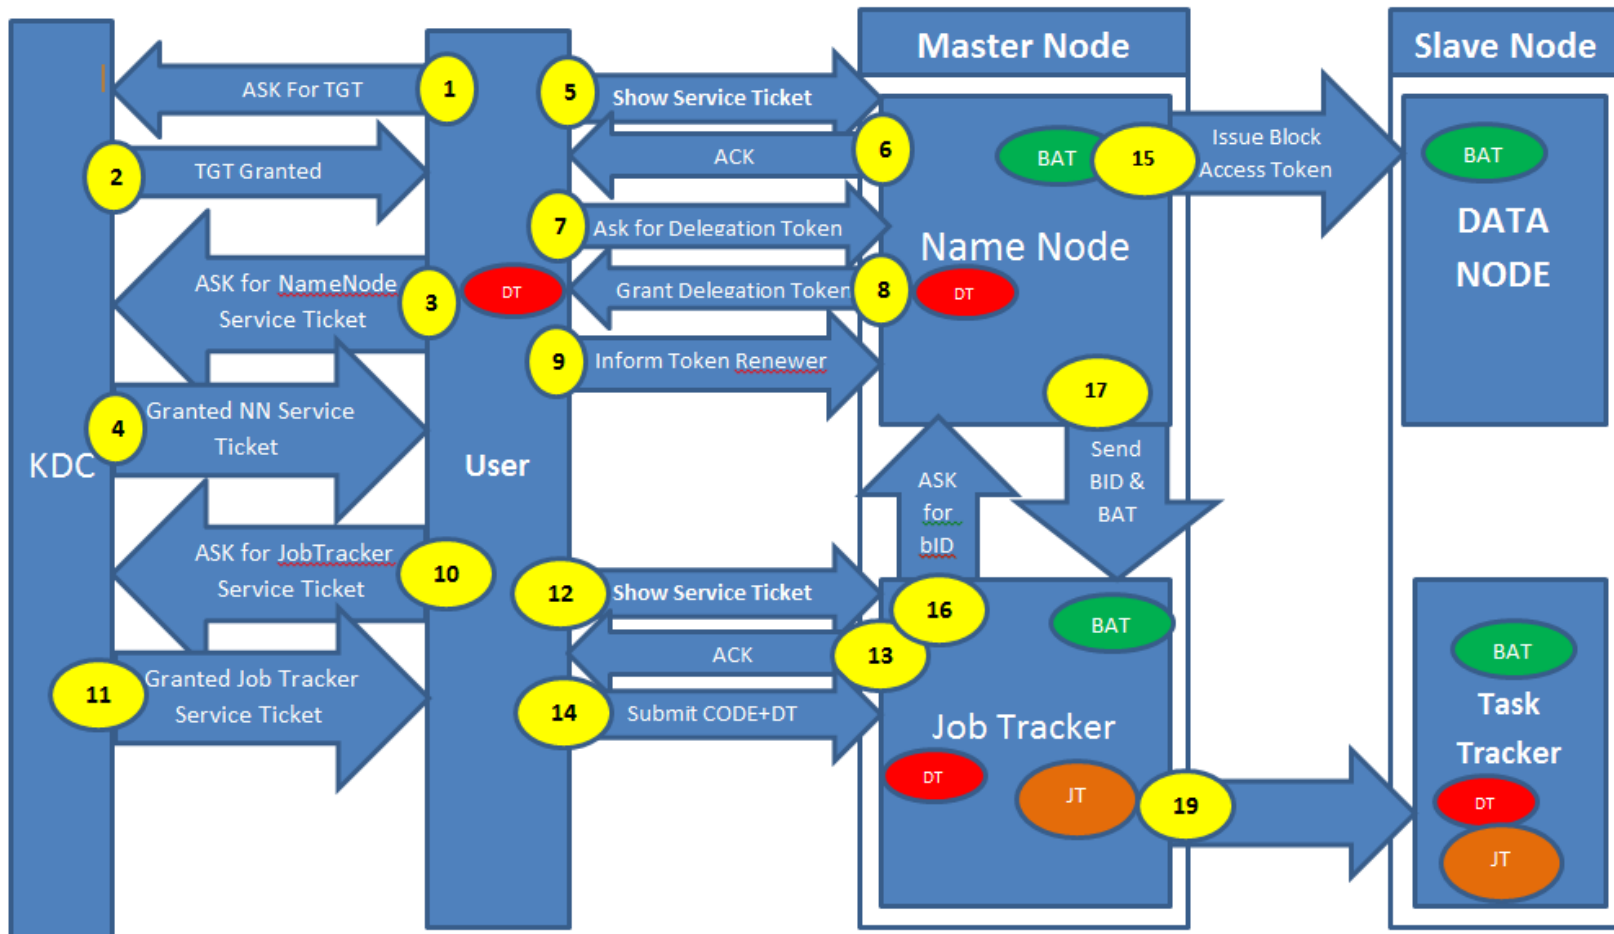 Master Node
Slave Node
KDC
User
ASK For TGT
1
2
TGT Granted
ASK for NameNode
Service Ticket
3
DT
4
Granted NN Service
Ticket
ASK for JobTracker
Service Ticket
10
11
Granted Job Tracker
Service Ticket
5
Show Service Ticket
ACK
6
7
Ask for Delegation Token
Grant Delegation Token
8
9
Inform Token Renewer
BAT
15
Issue Block
Access Token
Name Node
DT
17
BAT
DATA
NODE
ASK
for
bID
Send
BID &
BAT
12
Show Service Ticket
16
ACK
13
14
Submit CODE+DT
BAT
Job Tracker
DT
JT
19
BAT
Task
Tracker
DT
JT